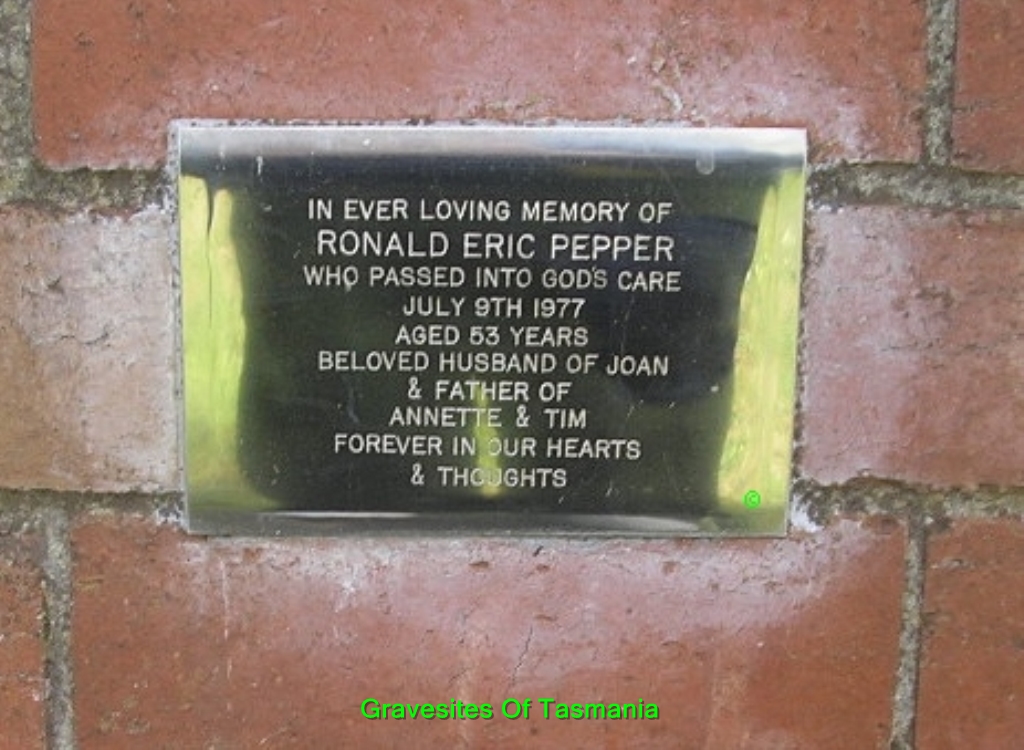 IN EVER LOVING MEMORY OF
RONALD ERIC PEPPER
WHO PASSED INTO GOD'S CARE
JULY 9TH 1977
AGED 53 YEARS
BELOVED HUSBAND OF JOAN
& FATHER OF
ANNETTE & TIM
FOREVER IN OUR HEARTS
& THOUGHTS
©
Gravesites Of Tasmania